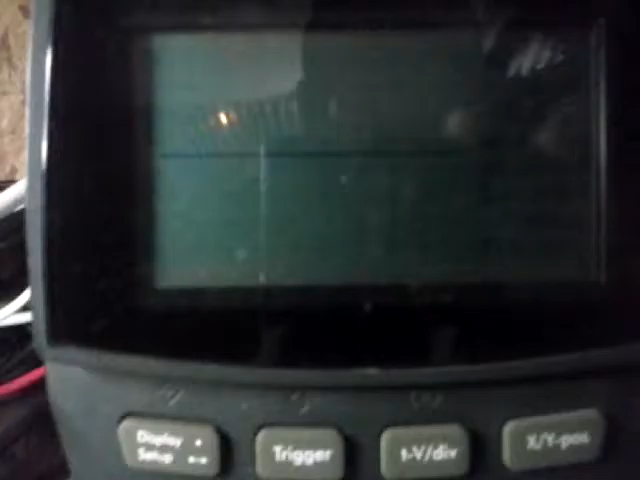 Display
Setup
Trigger
t-V/div
X/Y-pos